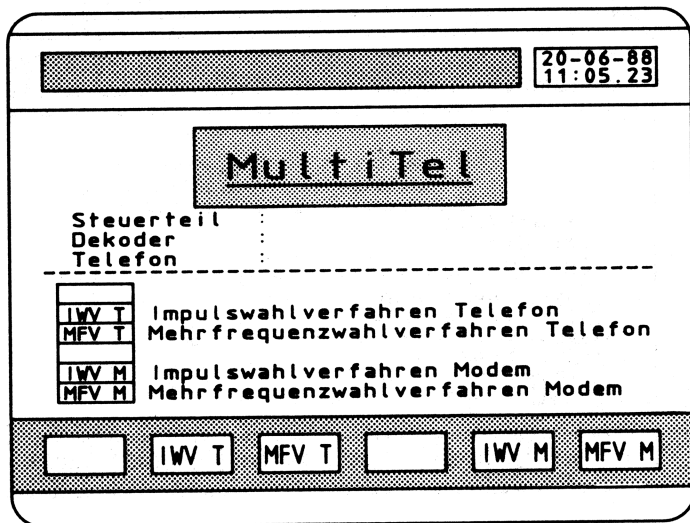 20-06-88
11:05.23
MultiTel
Steuerteil :
Dekoder :
Telefon :
IWV T Impulswahlverfahren Telefon
MFV T Mehrfrequenzwahlverfahren Telefon
IWV M Impulswahlverfahren Modem
MFV M Mehrfrequenzwahlverfahren Modem
IWV T MFV T IWV M MFV M